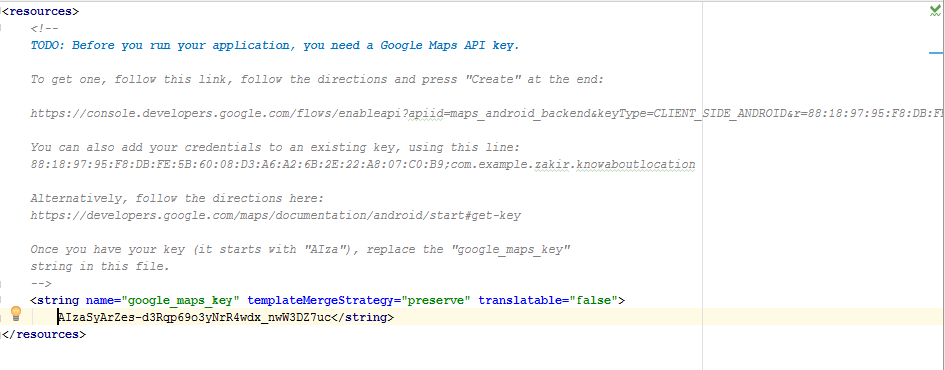 <resources>
<!--
TODO: Before you run your application, you need a Google Maps API key.
To get one, follow this link, follow the directions and press "Create" at the end:
https://console.developers.google.com/flows/enableapi?apiid=maps_android_backend&keyType=CLIENT_SIDE_ANDROID&r=88:18:97:95:F8:DB:FE
You can also add your credentials to an existing key, using this line:
88:18:97:95:F8:DB:FE:5B:60:08:D3:A6:A2:6B:2E:22:A8:07:C0:B9;com.example.zakir.knowaboutlocation
Alternatively, follow the directions here:
https://developers.google.com/maps/documentation/android/start#get-key
Once you have your key (it starts with "AIza"), replace the "google_maps_key"
string in this file.
-->
<string name="google_maps_key" templateMergeStrategy="preserve" translatable="false">
AIzaSyArZes-d3Rqp69o3yNrR4wdx_nwW3DZ7uc</string>
</resources>